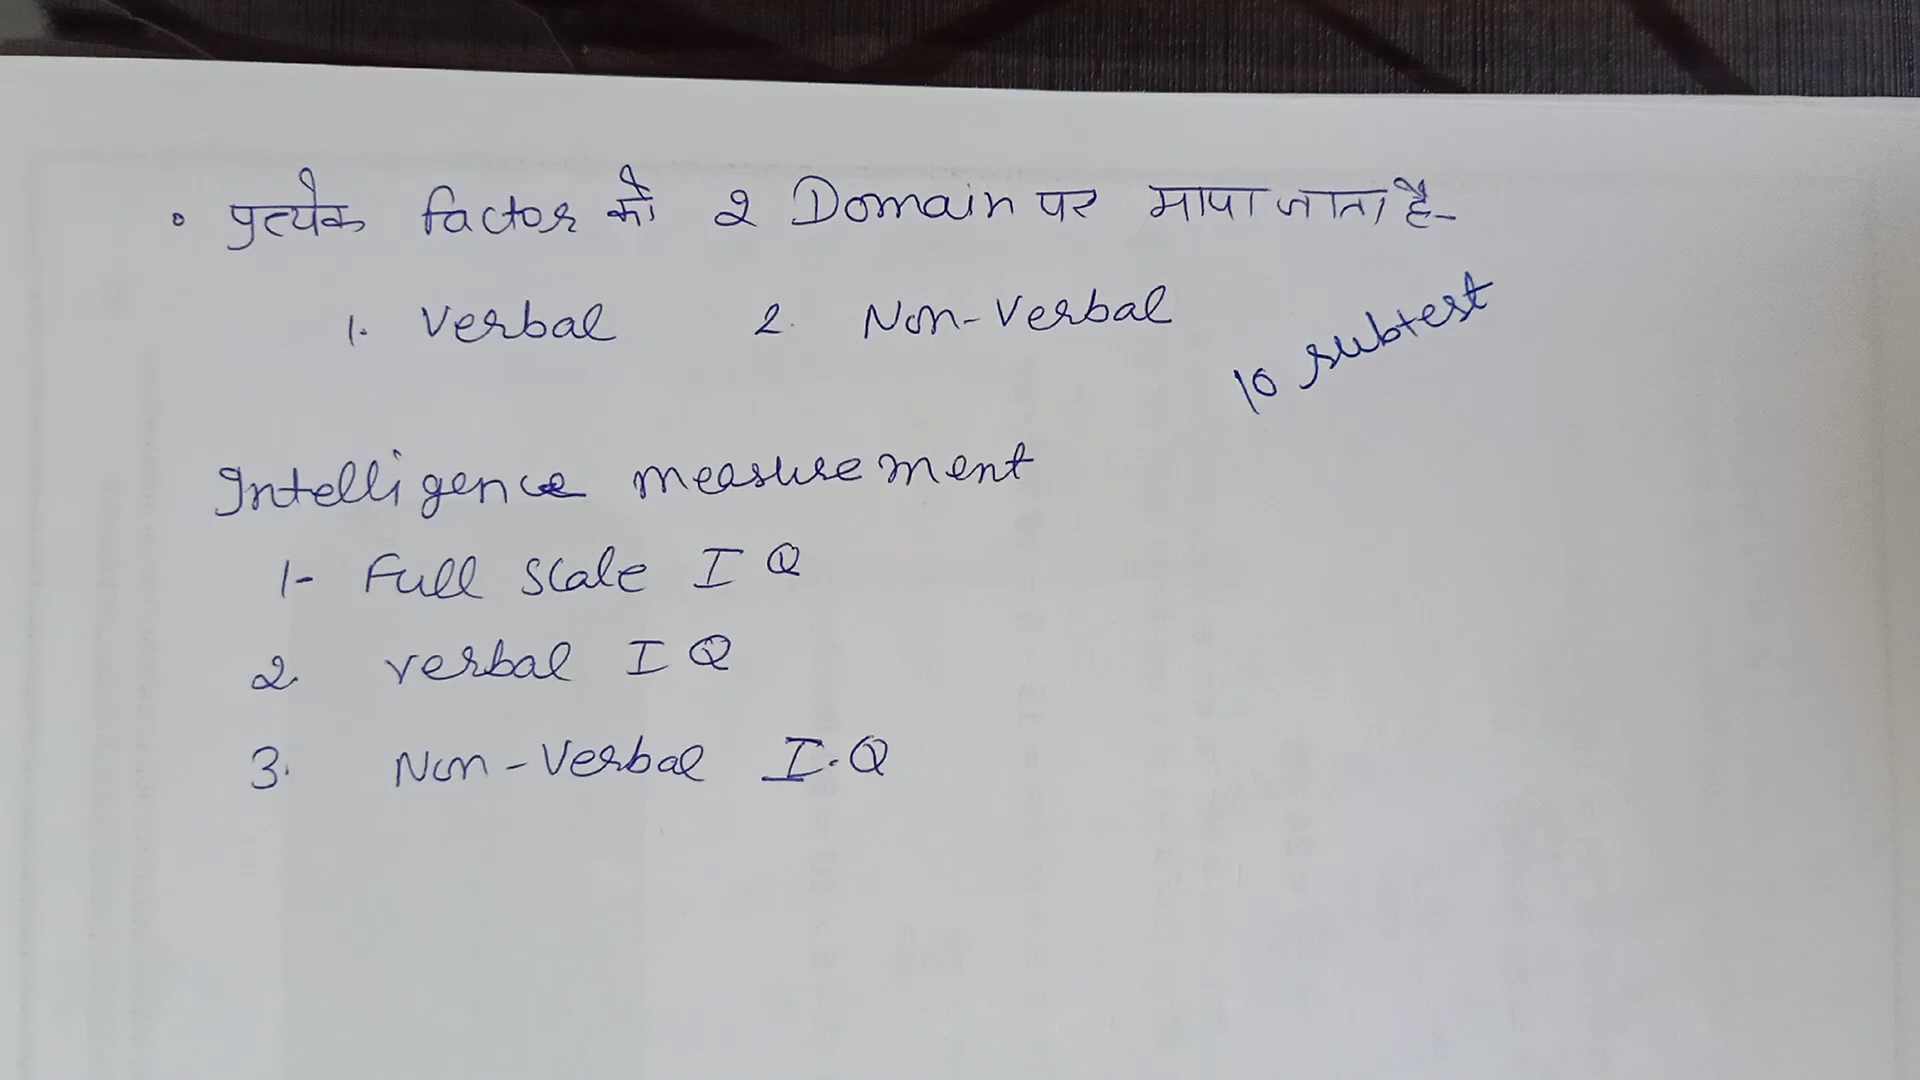 • प्रत्येक factor को 2 Domain पर मापा जाता है-
1. Verbal 2. Non-Verbal
10 subtest
Intelligence measurement
1- Full scale I Q
2. verbal I Q
3. Non-Verbal I.Q